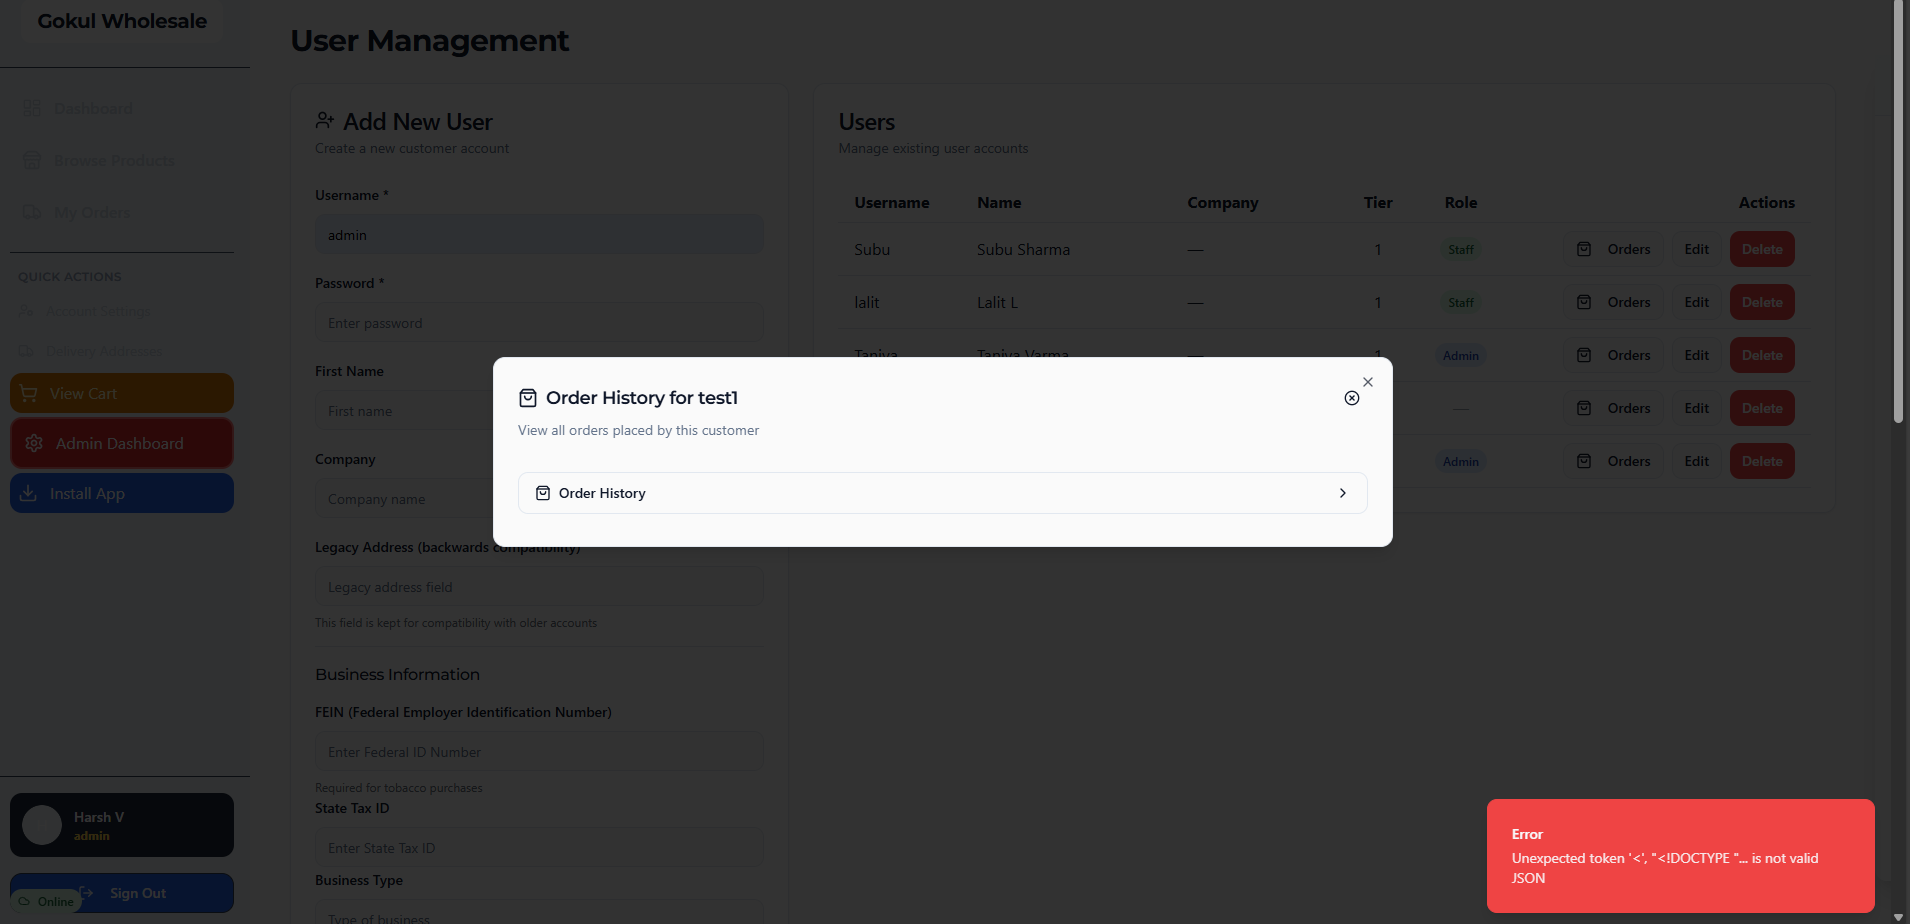 Gokul Wholesale
Dashboard
Browse Products
My Orders
QUICK ACTIONS
Account Settings
Delivery Addresses
View Cart
Admin Dashboard
Install App
Harsh V
admin
Sign Out
Online
User Management
Add New User
Create a new customer account
Username *
admin
Password *
Enter password
First Name
First name
Company
Company name
Legacy Address (backwards compatibility)
Legacy address field
This field is kept for compatibility with older accounts
Business Information
FEIN (Federal Employer Identification Number)
Enter Federal ID Number
Required for tobacco purchases
State Tax ID
Enter State Tax ID
Business Type
Type of business
Users
Manage existing user accounts
Username Name Company Tier Role Actions
Subu Subu Sharma — 1 Staff Orders Edit Delete
lalit Lalit L — 1 Staff Orders Edit Delete
Taniya Taniya Varma — 1 Admin Orders Edit Delete
— Orders Edit Delete
Admin Orders Edit Delete
Order History for test1
View all orders placed by this customer
Order History
Error
Unexpected token '<', "<!DOCTYPE "... is not valid
JSON